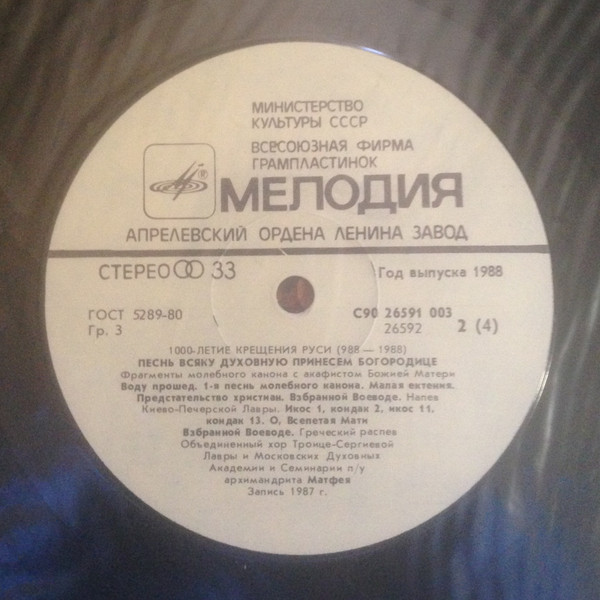 МИНИСТЕРСТВО
КУЛЬТУРЫ СССР
ВСЕСОЮЗНАЯ ФИРМА
ГРАМПЛАСТИНОК
МЕЛОДИЯ
АПРЕЛЕВСКИЙ ОРДЕНА ЛЕНИНА ЗАВОД
СТЕРЕО 33
Год выпуска 1988
ГОСТ 5289-80
Гр. 3
С90 26591 003
26592
2 (4)
1000-ЛЕТИЕ КРЕЩЕНИЯ РУСИ (988 — 1988)
ПЕСНЬ ВСЯКУ ДУХОВНУЮ ПРИНЕСЕМ БОГОРОДИЦЕ
Фрагменты молебного канона с акафистом Божией Матери
Воду прошед. 1-я песнь молебного канона. Малая ектения.
Предстательство христиан. Взбранной Воеводе. Напев
Киево-Печерской Лавры. Икос 1, кондак 2, икос 11,
кондак 13. О, Всепетая Мати
Взбранной Воеводе. Греческий распев
Объединенный хор Троице-Сергиевой
Лавры и Московских Духовных
Академии и Семинарии п/у
архимандрита Матфея
Запись 1987 г.